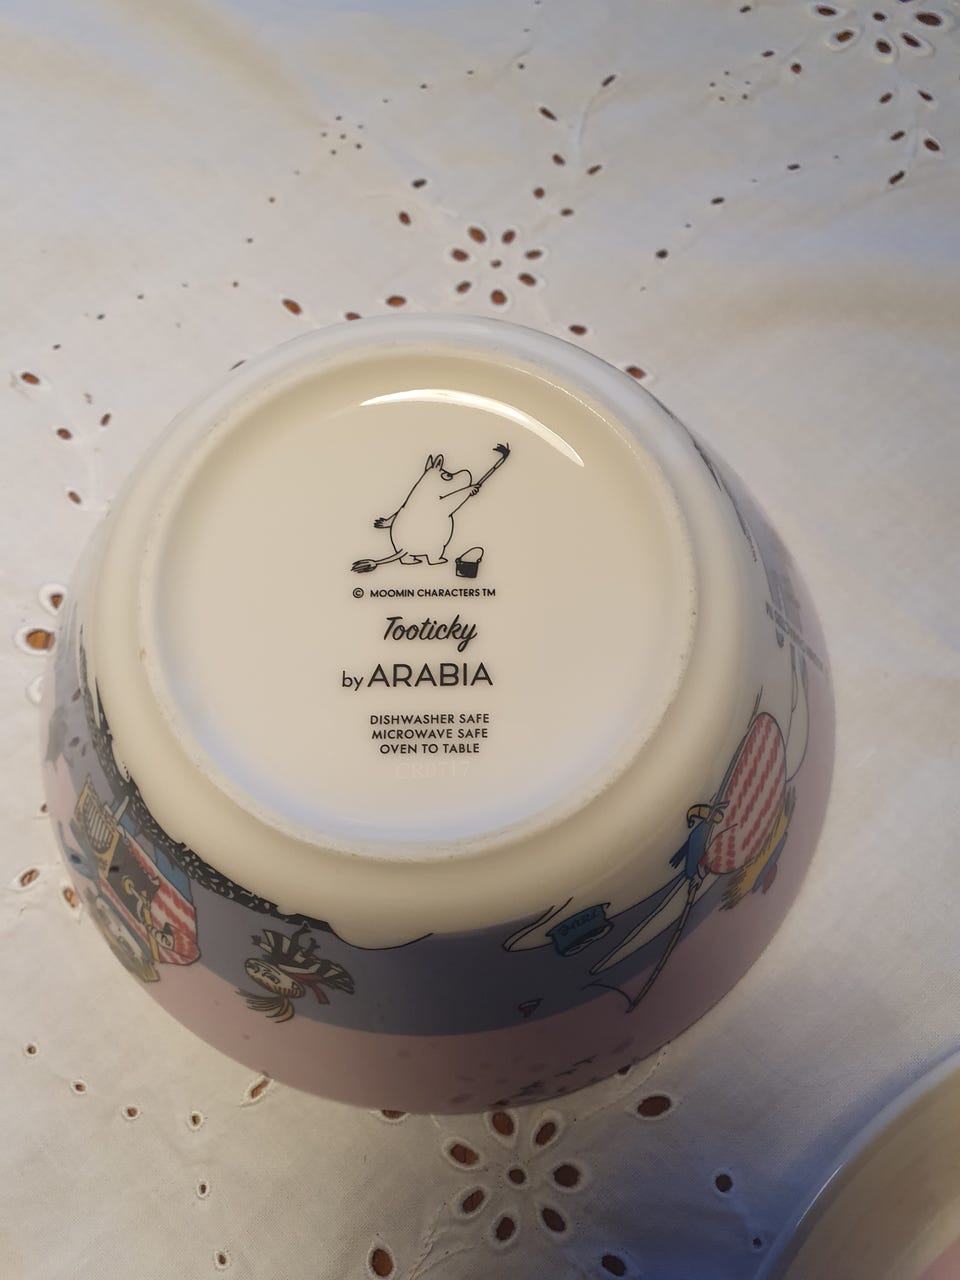 © MOOMIN CHARACTERS TM
Tooticky
by ARABIA
DISHWASHER SAFE
MICROWAVE SAFE
OVEN TO TABLE